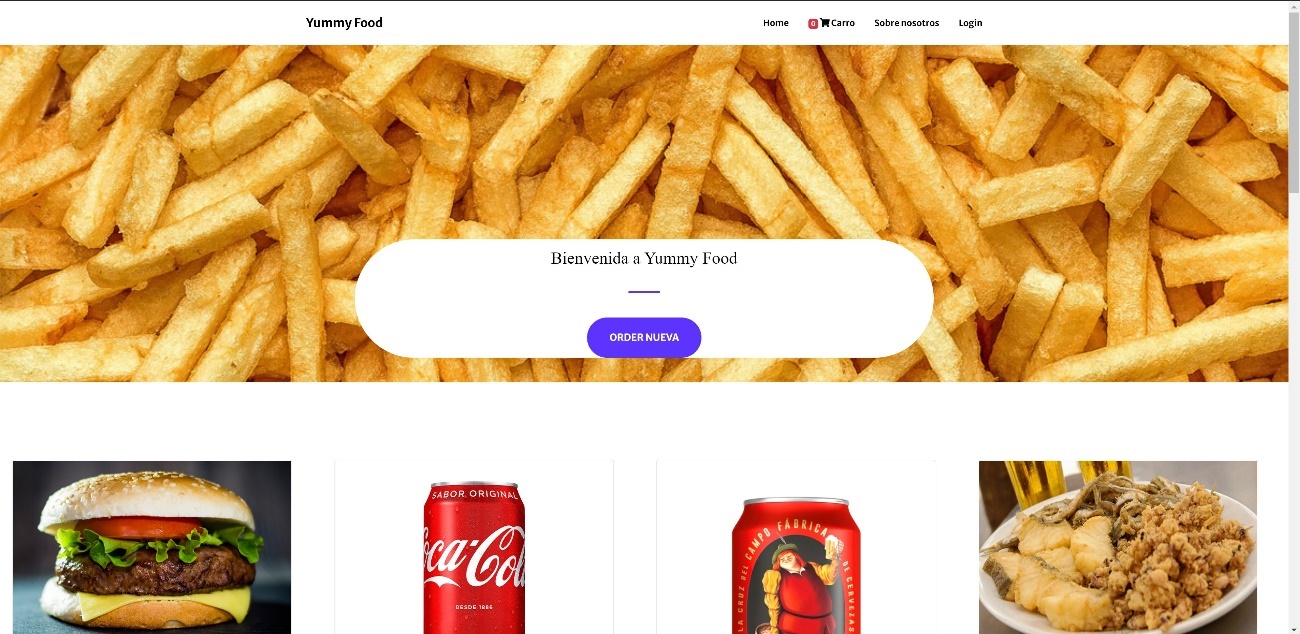 Yummy Food
Home
0 Carro
Sobre nosotros
Login
Bienvenida a Yummy Food
ORDER NUEVA
SABOR ORIGINAL
Coca-Cola
DESDE 1886
LA CRUZ DEL CAMPO FÁBRICA DE CERVEZAS